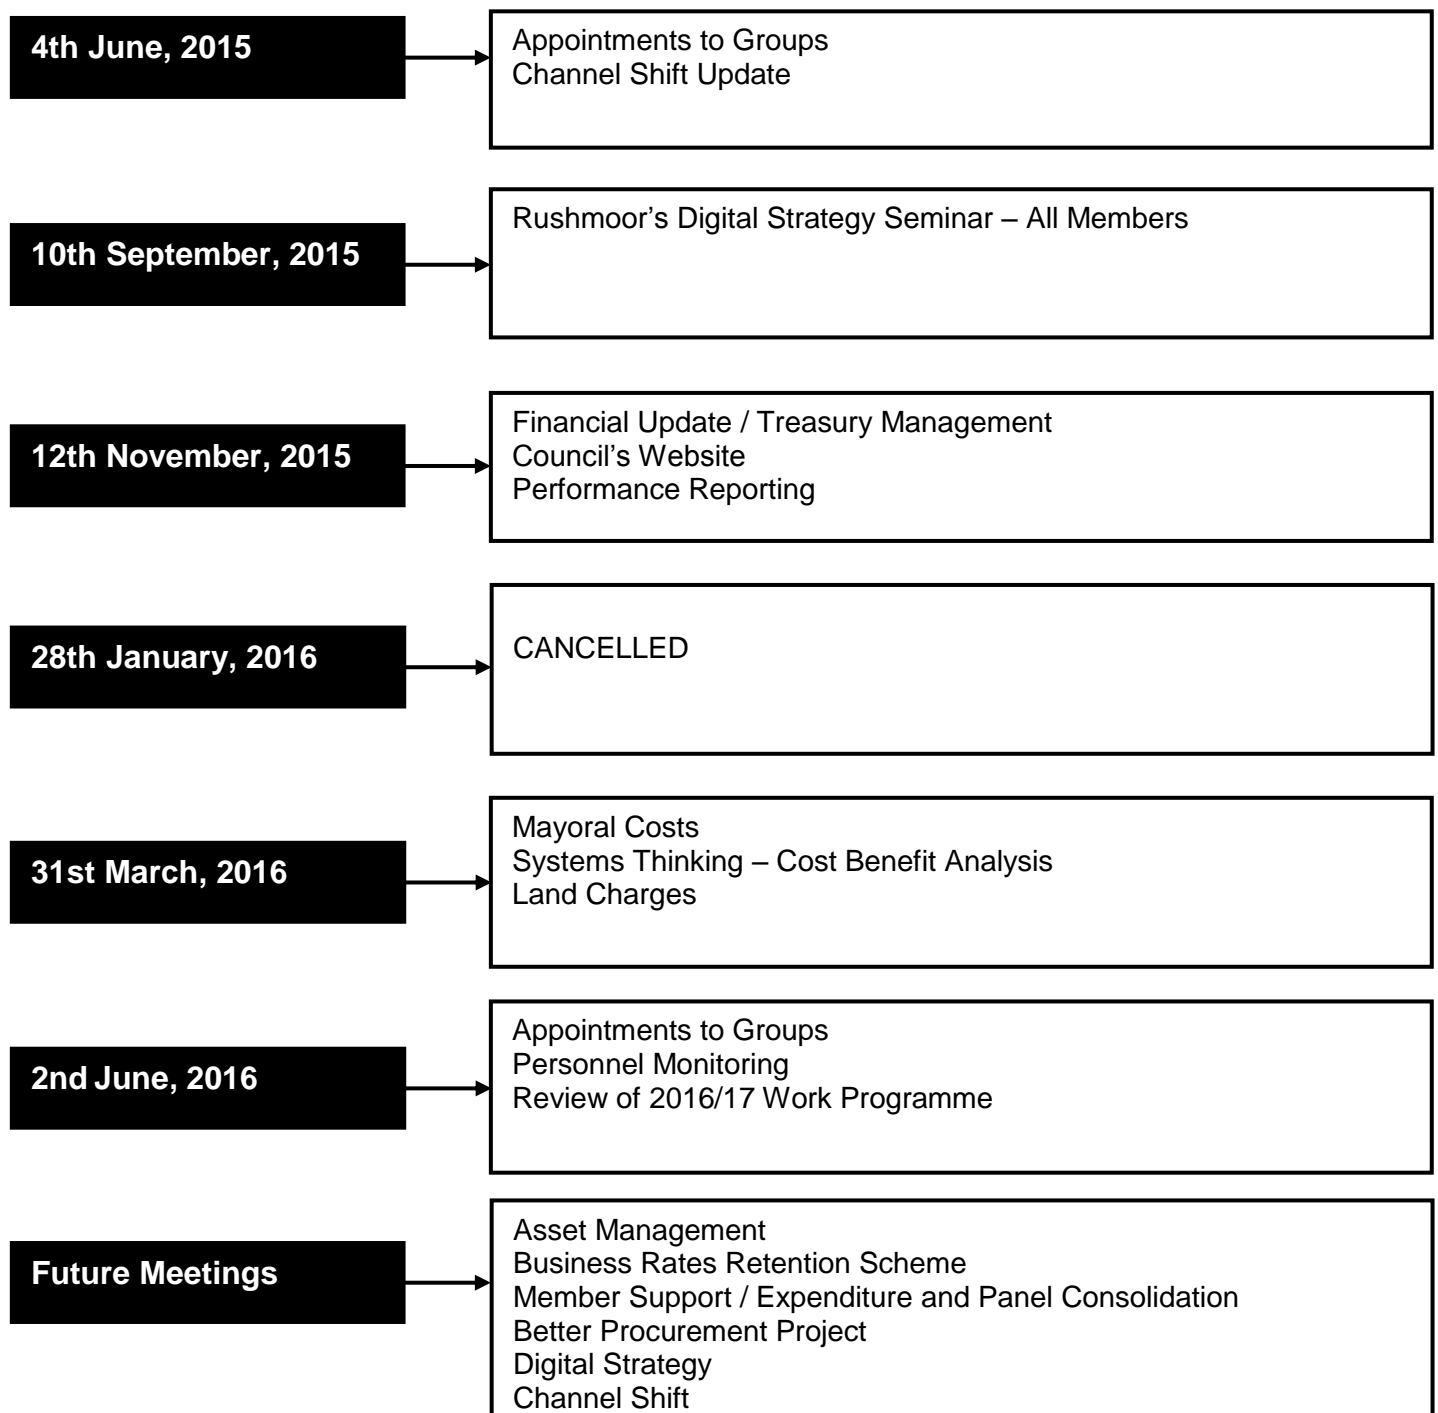 4th June, 2015
Appointments to Groups
Channel Shift Update
10th September, 2015
Rushmoor’s Digital Strategy Seminar – All Members
12th November, 2015
Financial Update / Treasury Management
Council’s Website
Performance Reporting
28th January, 2016
CANCELLED
31st March, 2016
Mayoral Costs
Systems Thinking – Cost Benefit Analysis
Land Charges
2nd June, 2016
Appointments to Groups
Personnel Monitoring
Review of 2016/17 Work Programme
Future Meetings
Asset Management
Business Rates Retention Scheme
Member Support / Expenditure and Panel Consolidation
Better Procurement Project
Digital Strategy
Channel Shift